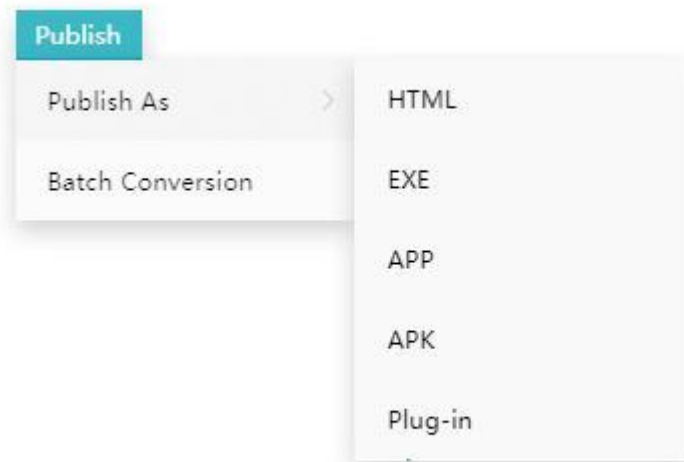 Publish
Publish As
Batch Conversion
HTML
EXE
APP
APK
Plug-in